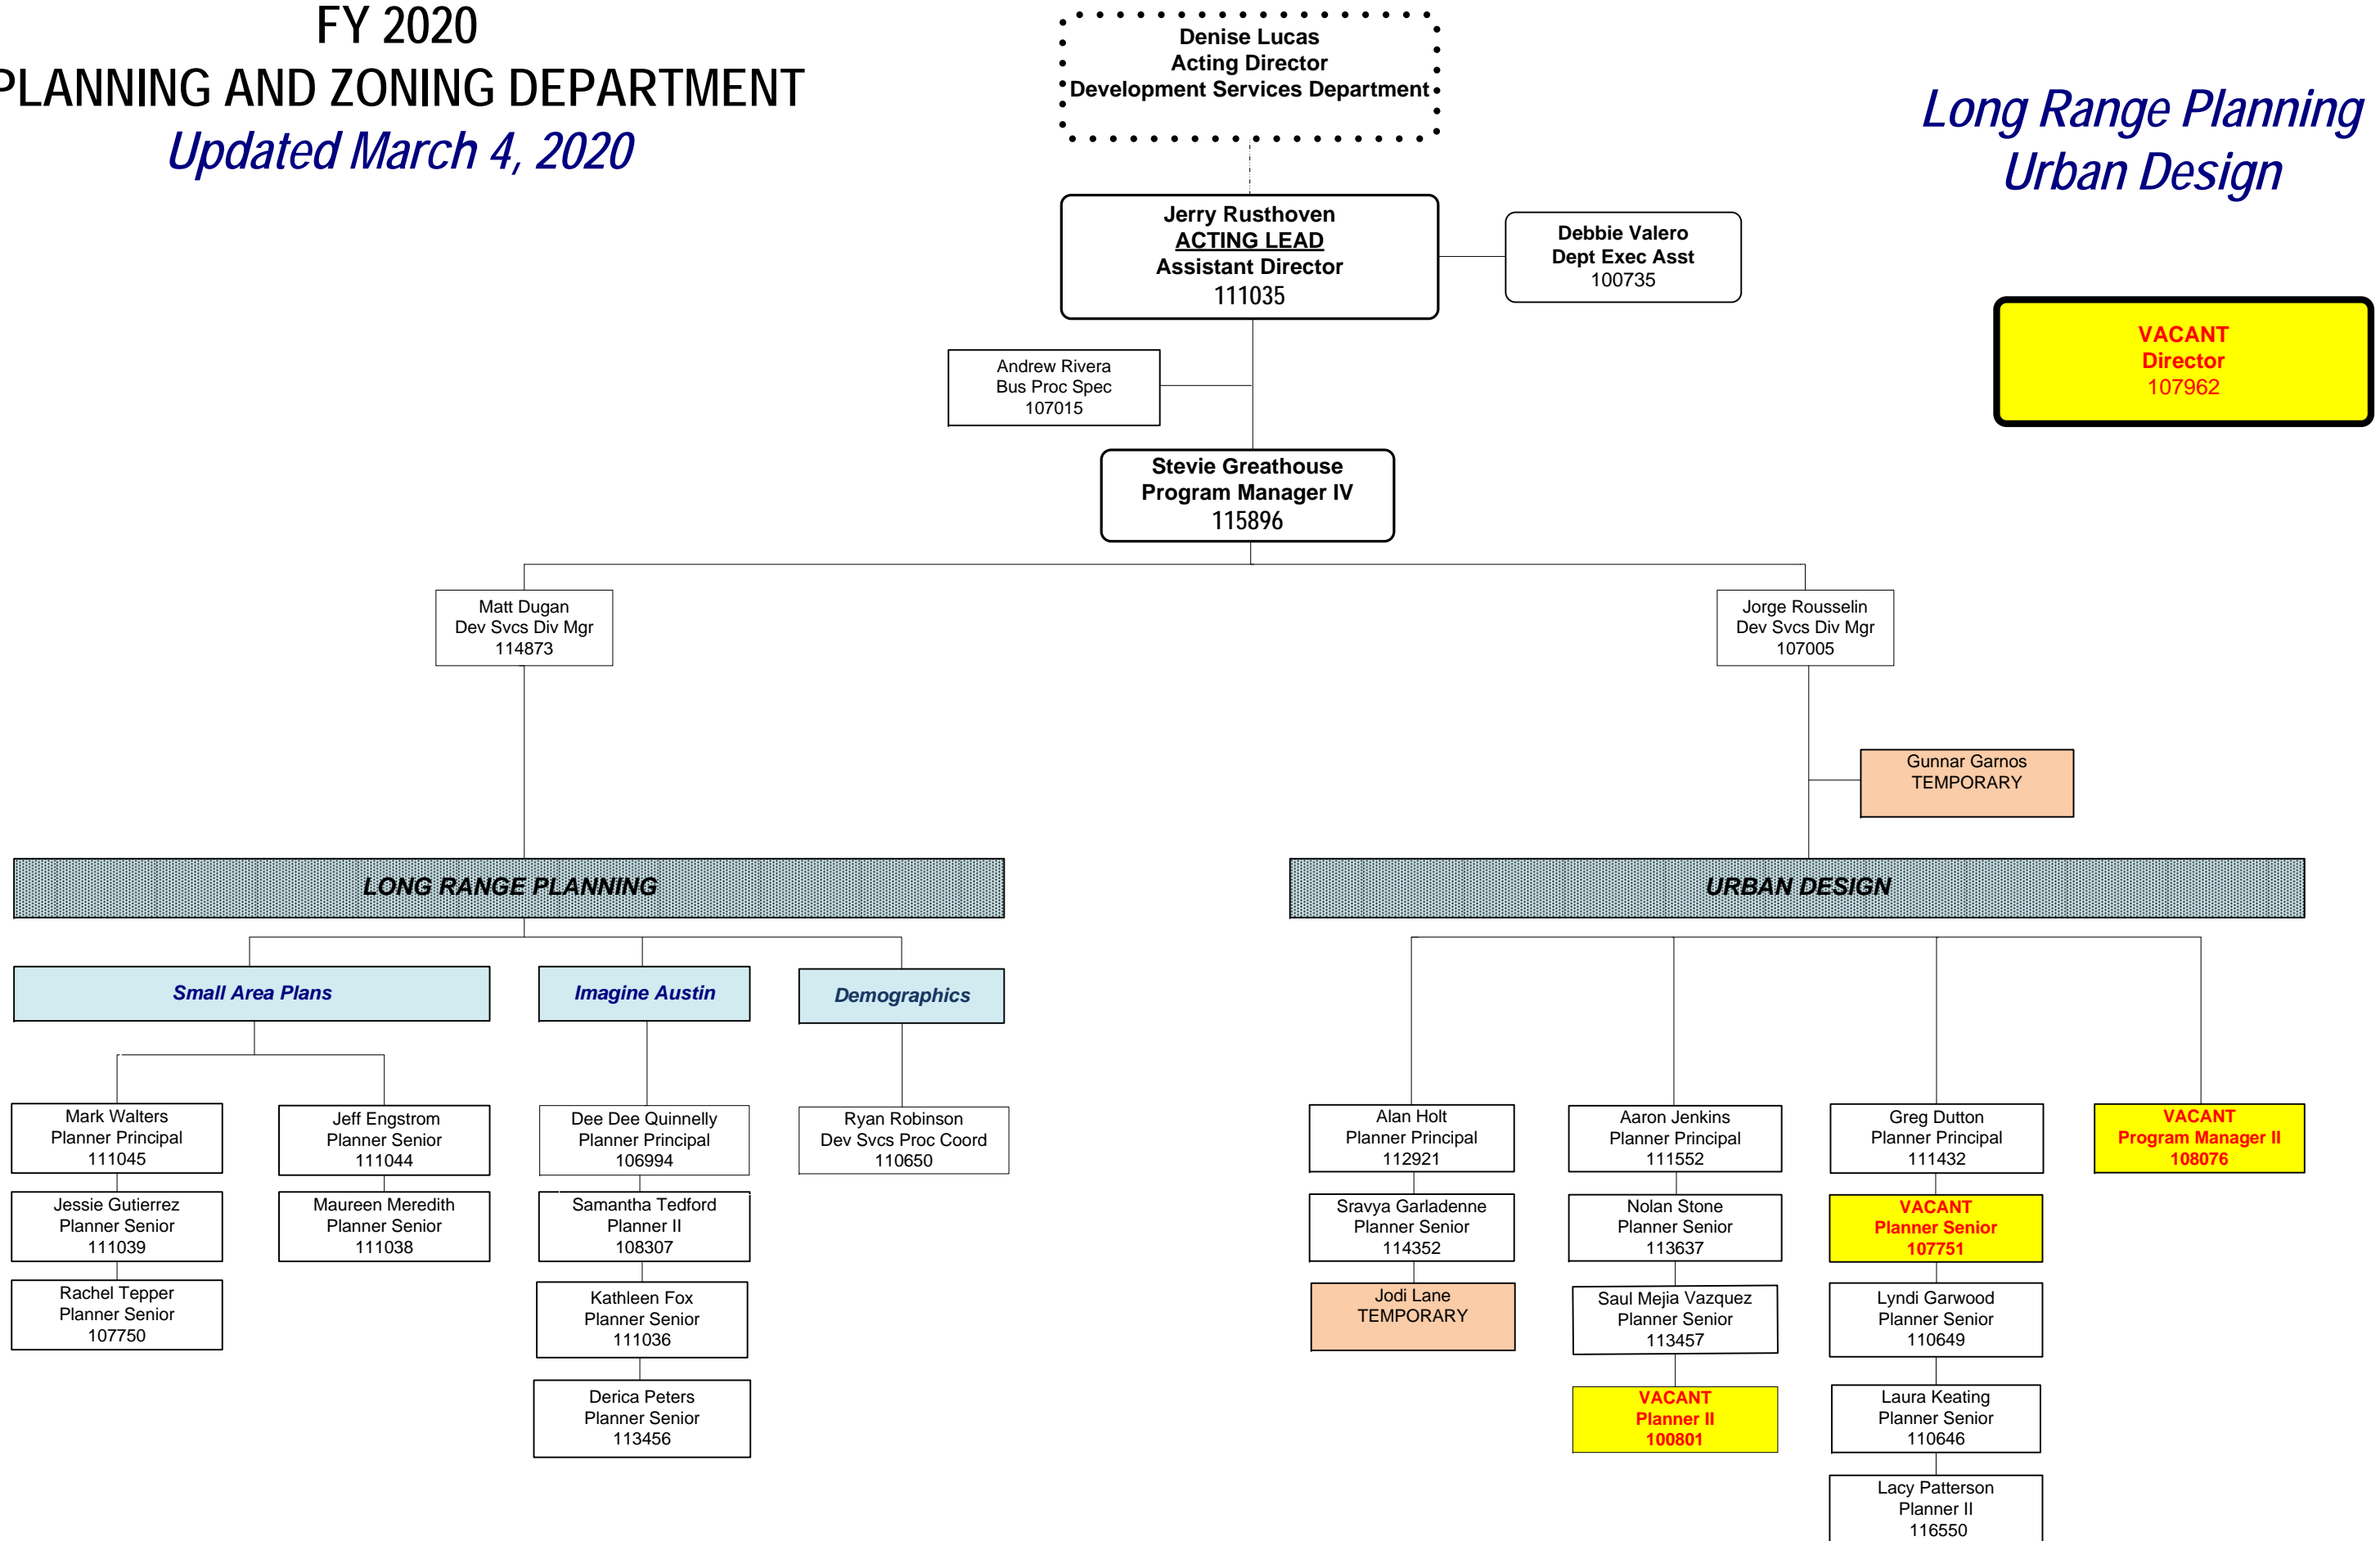 FY 2020
PLANNING AND ZONING DEPARTMENT
Updated March 4, 2020
Denise Lucas
Acting Director
Development Services Department
Long Range Planning
Urban Design
Jerry Rusthoven
ACTING LEAD
Assistant Director
111035
Debbie Valero
Dept Exec Asst
100735
VACANT
Director
107962
Andrew Rivera
Bus Proc Spec
107015
Stevie Greathouse
Program Manager IV
115896
Matt Dugan
Dev Svcs Div Mgr
114873
Jorge Rousselin
Dev Svcs Div Mgr
107005
Gunnar Garnos
TEMPORARY
LONG RANGE PLANNING
URBAN DESIGN
Small Area Plans
Imagine Austin
Demographics
Mark Walters
Planner Principal
111045
Jessie Gutierrez
Planner Senior
111039
Rachel Tepper
Planner Senior
107750
Jeff Engstrom
Planner Senior
111044
Maureen Meredith
Planner Senior
111038
Dee Dee Quinnelly
Planner Principal
106994
Samantha Tedford
Planner II
108307
Kathleen Fox
Planner Senior
111036
Derica Peters
Planner Senior
113456
Ryan Robinson
Dev Svcs Proc Coord
110650
Alan Holt
Planner Principal
112921
Sravya Garladenne
Planner Senior
114352
Jodi Lane
TEMPORARY
Aaron Jenkins
Planner Principal
111552
Nolan Stone
Planner Senior
113637
Saul Mejia Vazquez
Planner Senior
113457
VACANT
Planner II
100801
Greg Dutton
Planner Principal
111432
VACANT
Planner Senior
107751
Lyndi Garwood
Planner Senior
110649
Laura Keating
Planner Senior
110646
Lacy Patterson
Planner II
116550
VACANT
Program Manager II
108076